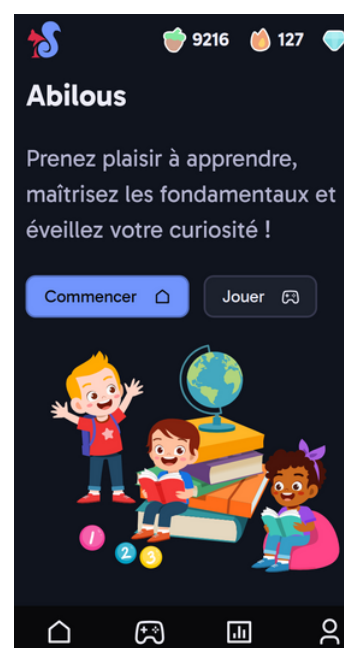 9216 127
Abilous
Prenez plaisir à apprendre,
maîtrisez les fondamentaux et
éveillez votre curiosité !
Commencer Jouer
1
2 3